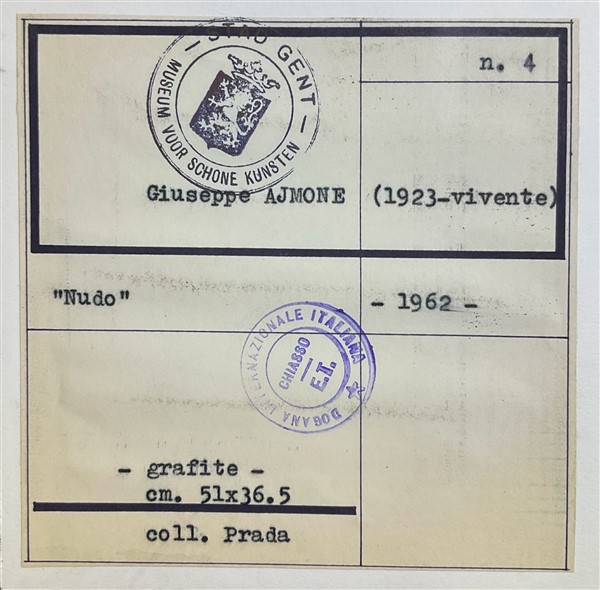 — STAD GENT —
MUSEUM VOOR SCHONE KUNSTEN
n. 4
Giuseppe AJMONE (1923-vivente)
"Nudo" - 1962 -
DOGANA INTERNAZIONALE ITALIANA
CHIASSO
E.T.
- grafite -
cm. 51x36.5
coll. Prada